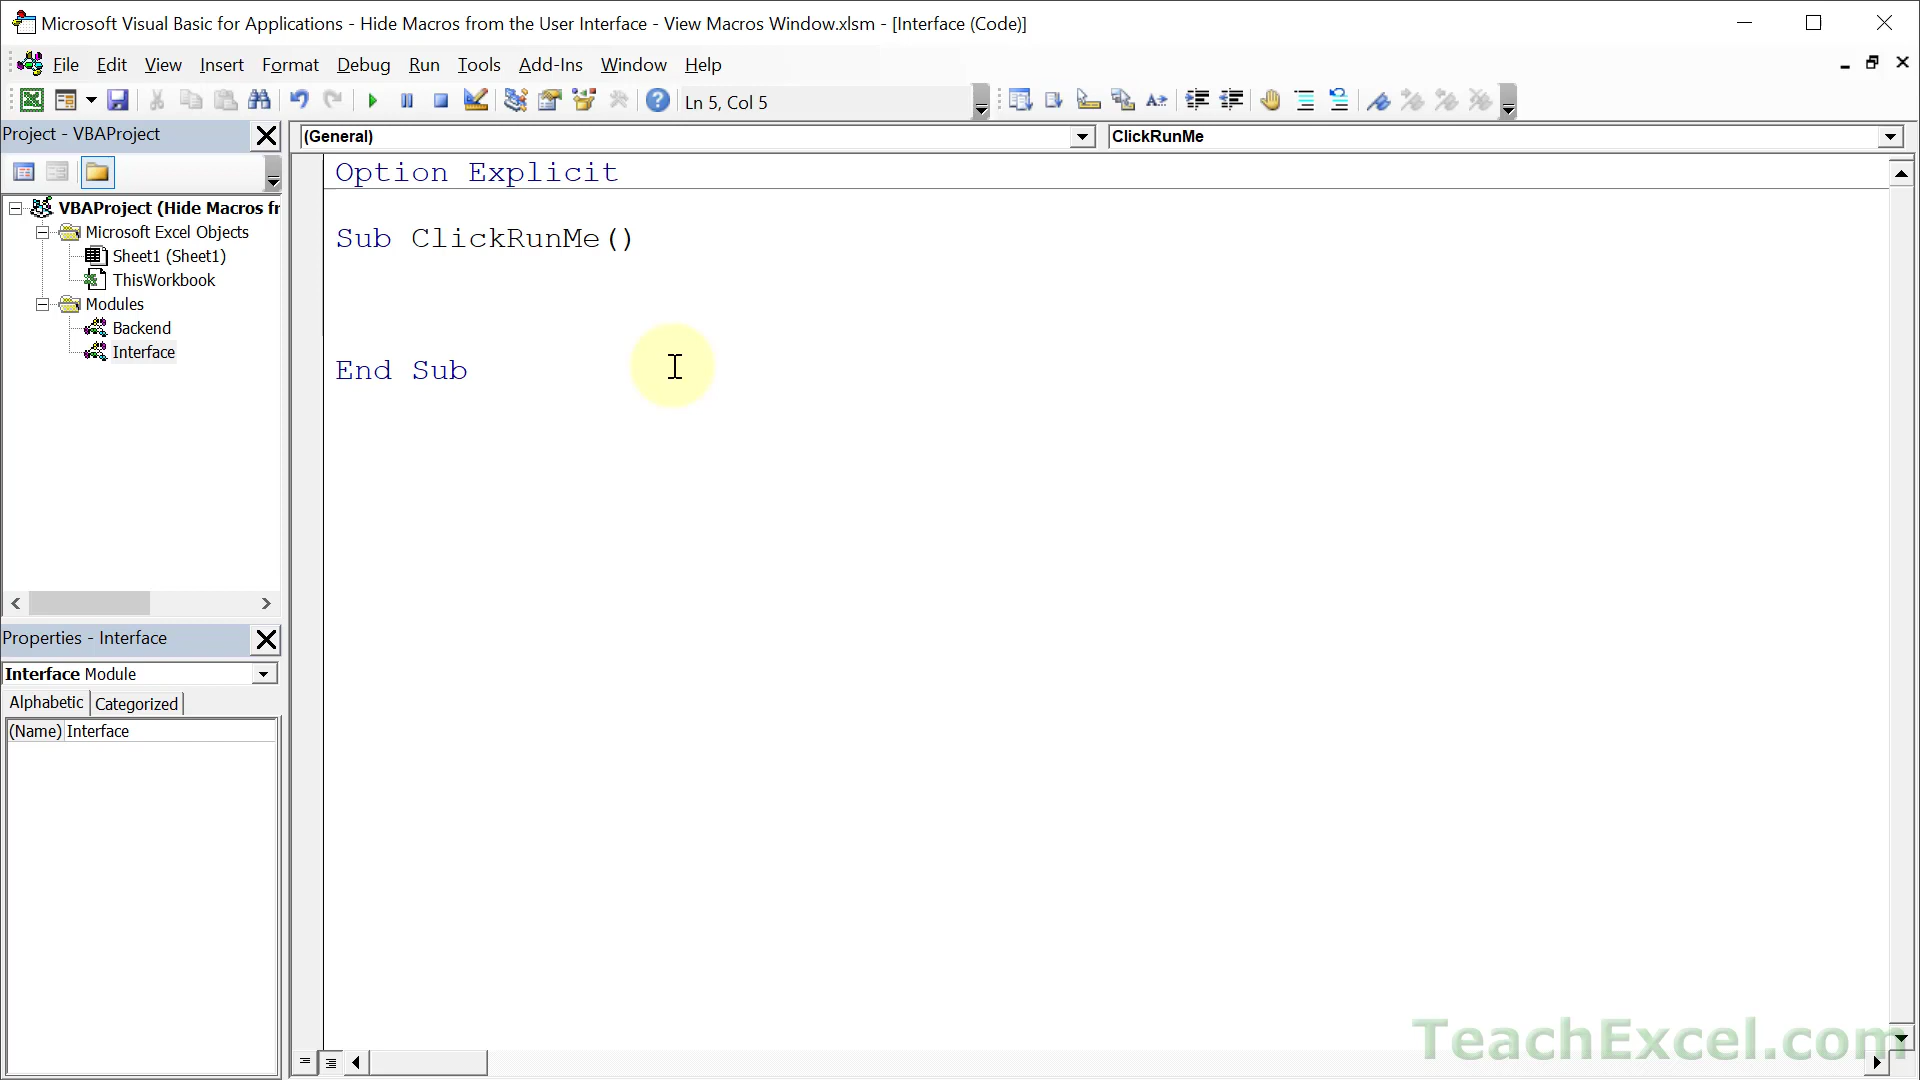 Microsoft Visual Basic for Applications - Hide Macros from the User Interface - View Macros Window.xlsm - [Interface (Code)]
File Edit View Insert Format Debug Run Tools Add-Ins Window Help
Ln 5, Col 5
Project - VBAProject
(General)
ClickRunMe
VBAProject (Hide Macros fr
Microsoft Excel Objects
Sheet1 (Sheet1)
ThisWorkbook
Modules
Backend
Interface
Option Explicit
Sub ClickRunMe()
End Sub
Properties - Interface
Interface Module
Alphabetic Categorized
(Name) Interface
TeachExcel.com